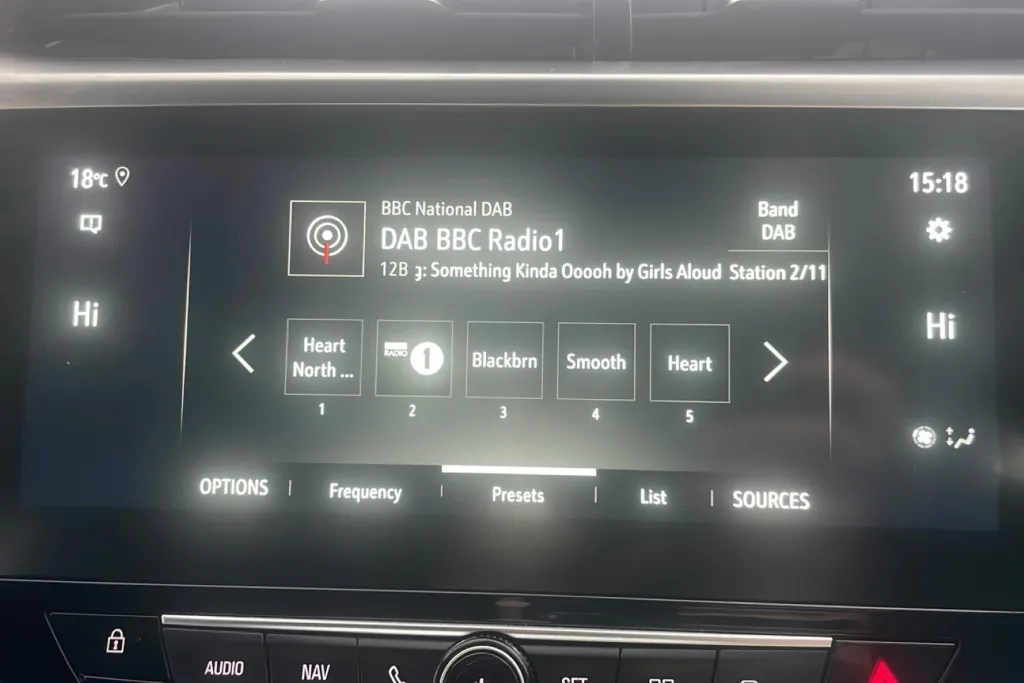 18°C
15:18
BBC National DAB
DAB BBC Radio1
12B g: Something Kinda Ooooh by Girls Aloud
Band
DAB
Station 2/11
Hi
Hi
Heart
North ...
RADIO 1
Blackbrn
Smooth
Heart
1
2
3
4
5
OPTIONS
Frequency
Presets
List
SOURCES
AUDIO
NAV
SET